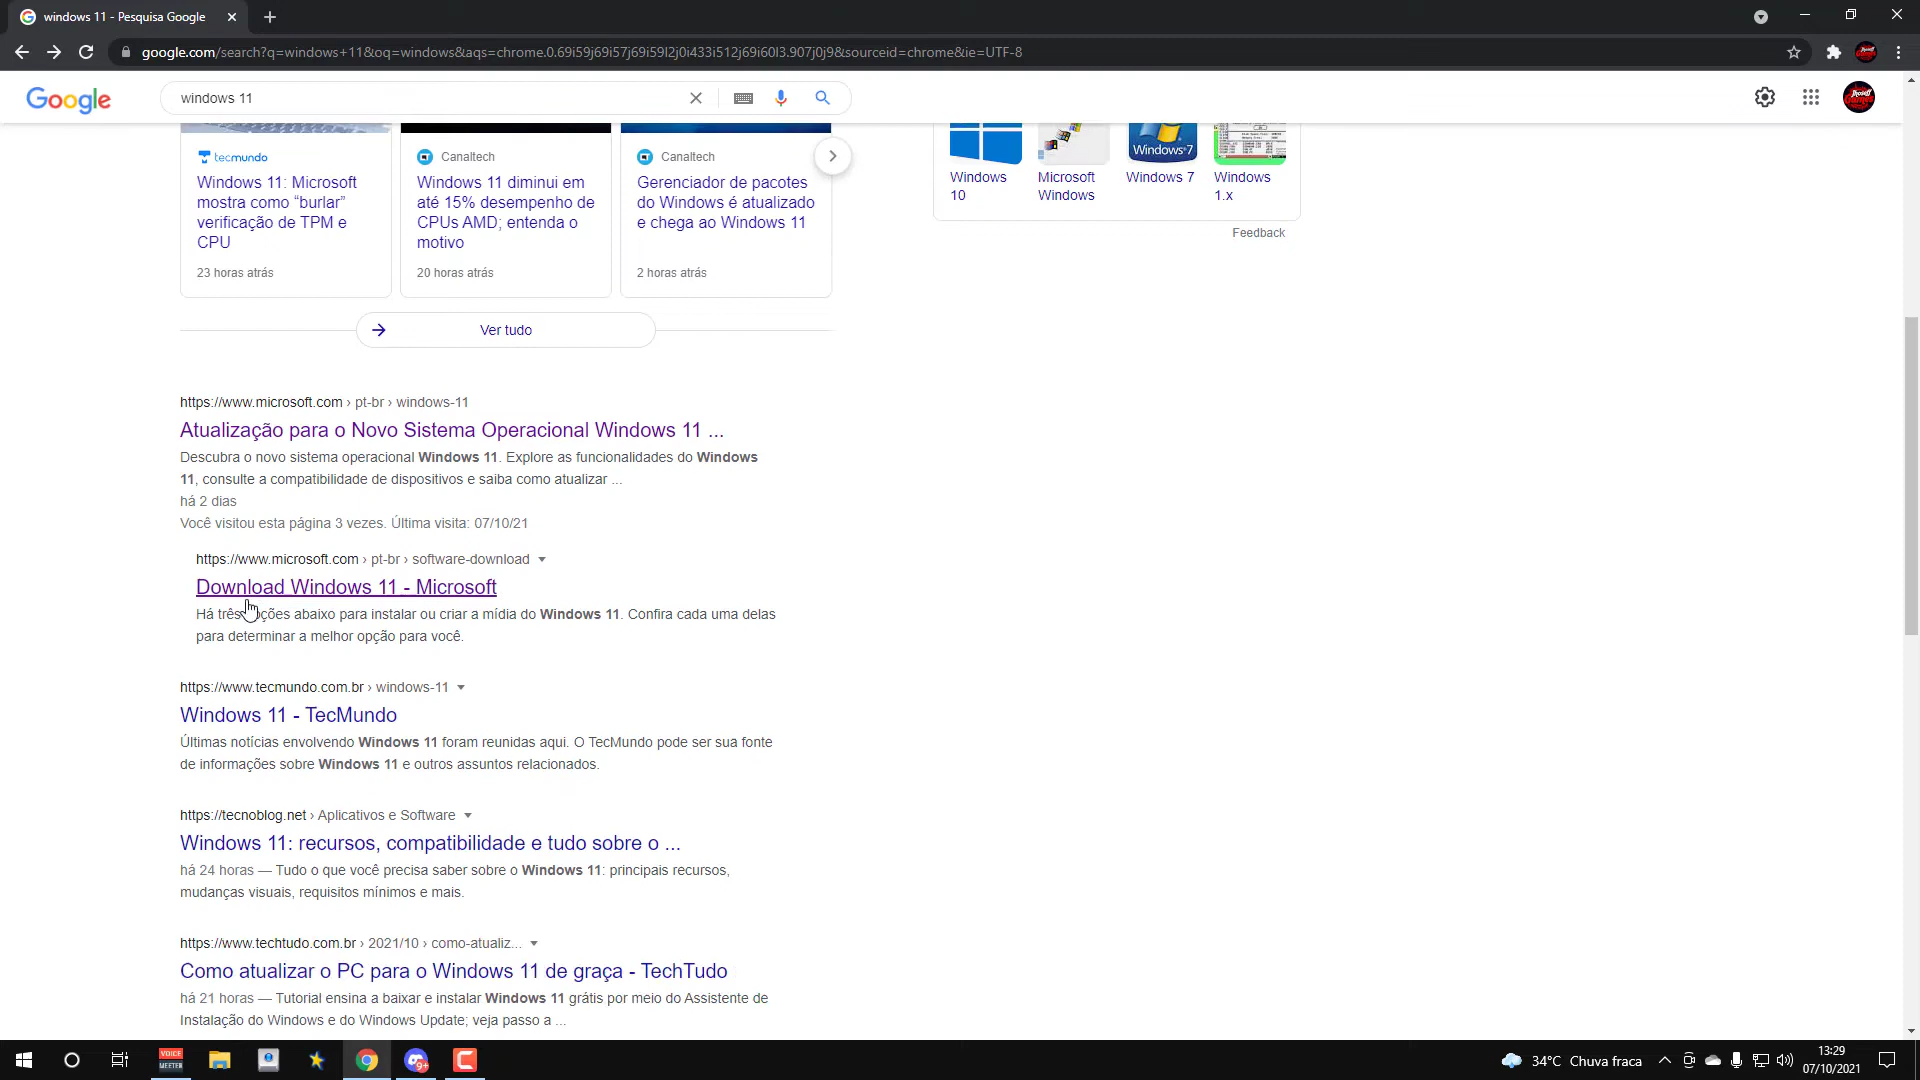 windows 11 - Pesquisa Google
google.com/search?q=windows+11&oq=windows&aqs=chrome.0.69i59j69i57j69i59l2j0i433i512j69i60l3.907j0j9&sourceid=chrome&ie=UTF-8
Google
windows 11
tecmundo
Windows 11: Microsoft
mostra como “burlar”
verificação de TPM e
CPU
23 horas atrás
Canaltech
Windows 11 diminui em
até 15% desempenho de
CPUs AMD; entenda o
motivo
20 horas atrás
Canaltech
Gerenciador de pacotes
do Windows é atualizado
e chega ao Windows 11
2 horas atrás
Windows
10
Microsoft
Windows
Windows7
Windows 7
Windows
1.x
Feedback
Ver tudo
https://www.microsoft.com › pt-br › windows-11
Atualização para o Novo Sistema Operacional Windows 11 ...
Descubra o novo sistema operacional Windows 11. Explore as funcionalidades do Windows
11, consulte a compatibilidade de dispositivos e saiba como atualizar ...
há 2 dias
Você visitou esta página 3 vezes. Última visita: 07/10/21
https://www.microsoft.com › pt-br › software-download
Download Windows 11 - Microsoft
Há três opções abaixo para instalar ou criar a mídia do Windows 11. Confira cada uma delas
para determinar a melhor opção para você.
https://www.tecmundo.com.br › windows-11
Windows 11 - TecMundo
Últimas notícias envolvendo Windows 11 foram reunidas aqui. O TecMundo pode ser sua fonte
de informações sobre Windows 11 e outros assuntos relacionados.
https://tecnoblog.net › Aplicativos e Software
Windows 11: recursos, compatibilidade e tudo sobre o ...
há 24 horas — Tudo o que você precisa saber sobre o Windows 11: principais recursos,
mudanças visuais, requisitos mínimos e mais.
https://www.techtudo.com.br › 2021/10 › como-atualiz...
Como atualizar o PC para o Windows 11 de graça - TechTudo
há 21 horas — Tutorial ensina a baixar e instalar Windows 11 grátis por meio do Assistente de
Instalação do Windows e do Windows Update; veja passo a ...
VOICE
MEETER
9+
34°C Chuva fraca
13:29
07/10/2021